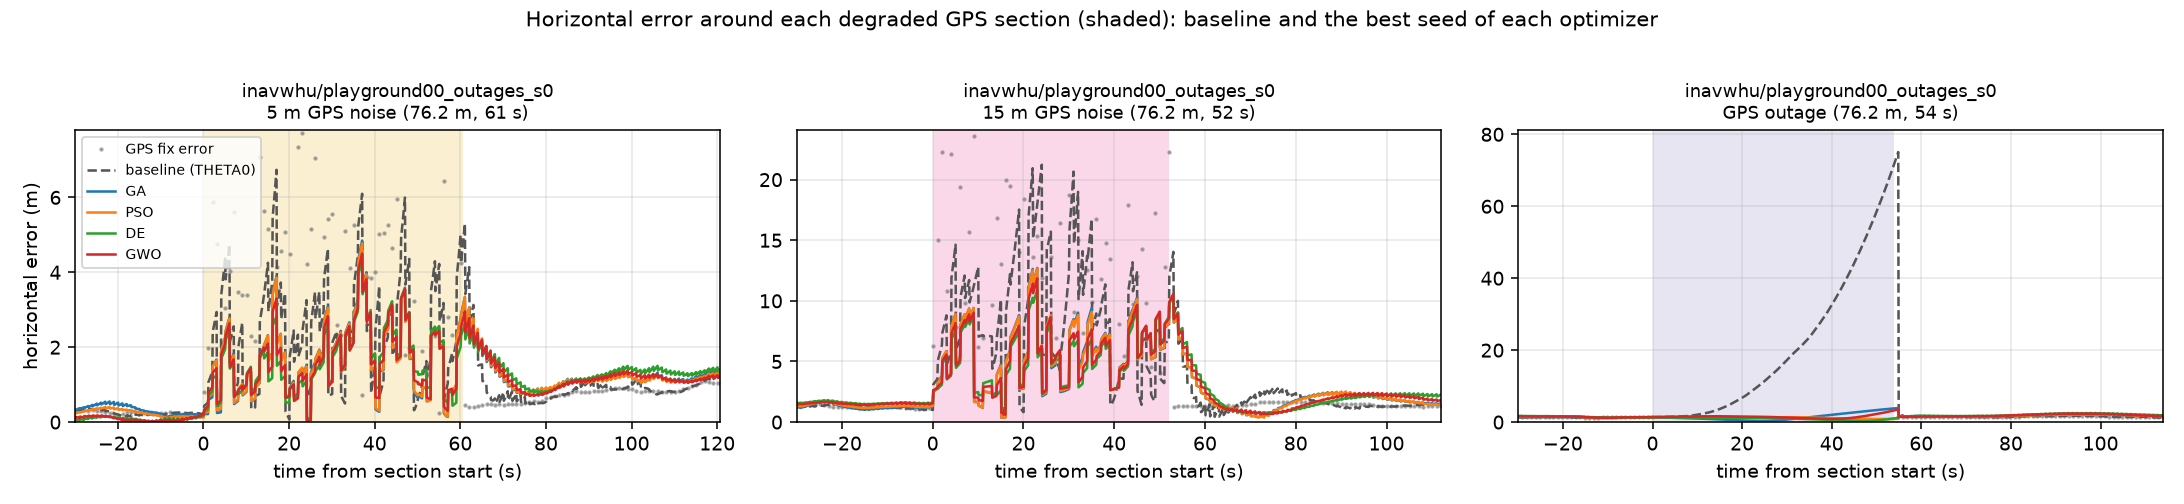 Horizontal error around each degraded GPS section (shaded): baseline and the best seed of each optimizer
inavwhu/playground00_outages_s0
5 m GPS noise (76.2 m, 61 s)
horizontal error (m)
6
4
2
0
GPS fix error
baseline (THETA0)
GA
PSO
DE
GWO
−20 0 20 40 60 80 100 120
time from section start (s)
inavwhu/playground00_outages_s0
15 m GPS noise (76.2 m, 52 s)
20
15
10
5
0
−20 0 20 40 60 80 100
time from section start (s)
inavwhu/playground00_outages_s0
GPS outage (76.2 m, 54 s)
80
60
40
20
0
−20 0 20 40 60 80 100
time from section start (s)